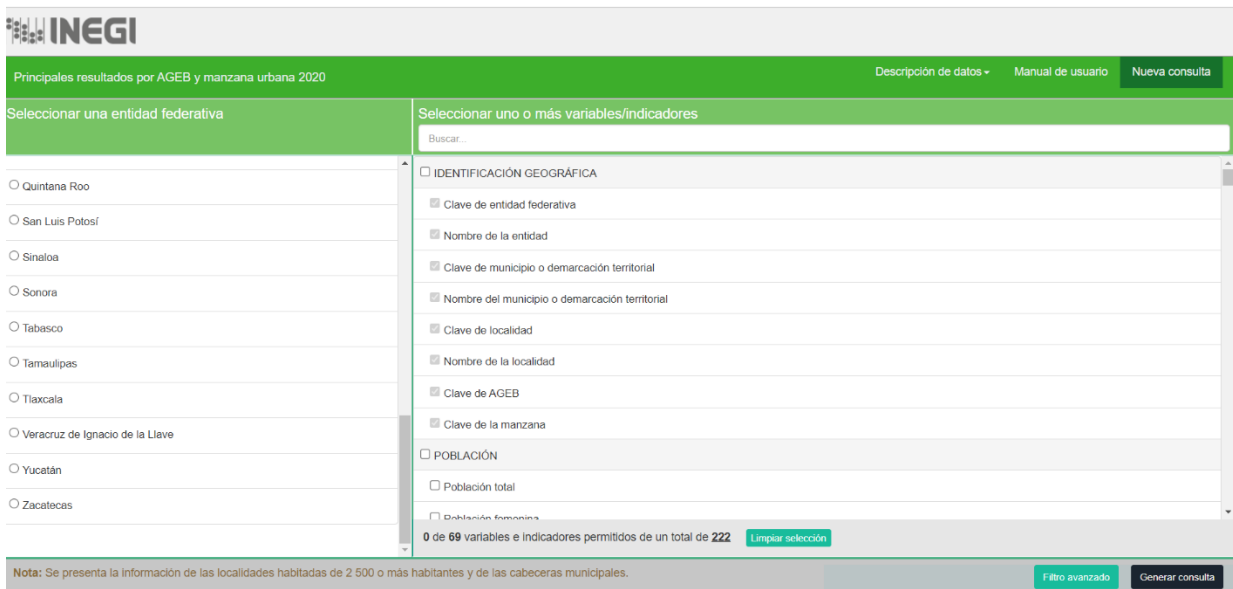 INEGI
Principales resultados por AGEB y manzana urbana 2020
Descripción de datos
Manual de usuario
Nueva consulta
Seleccionar una entidad federativa
Quintana Roo
San Luis Potosí
Sinaloa
Sonora
Tabasco
Tamaulipas
Tlaxcala
Veracruz de Ignacio de la Llave
Yucatán
Zacatecas
Seleccionar uno o más variables/indicadores
Buscar...
IDENTIFICACIÓN GEOGRÁFICA
Clave de entidad federativa
Nombre de la entidad
Clave de municipio o demarcación territorial
Nombre del municipio o demarcación territorial
Clave de localidad
Nombre de la localidad
Clave de AGEB
Clave de la manzana
POBLACIÓN
Población total
Población femenina
0 de 69 variables e indicadores permitidos de un total de 222
Limpiar selección
Nota: Se presenta la información de las localidades habitadas de 2 500 o más habitantes y de las cabeceras municipales.
Filtro avanzado
Generar consulta